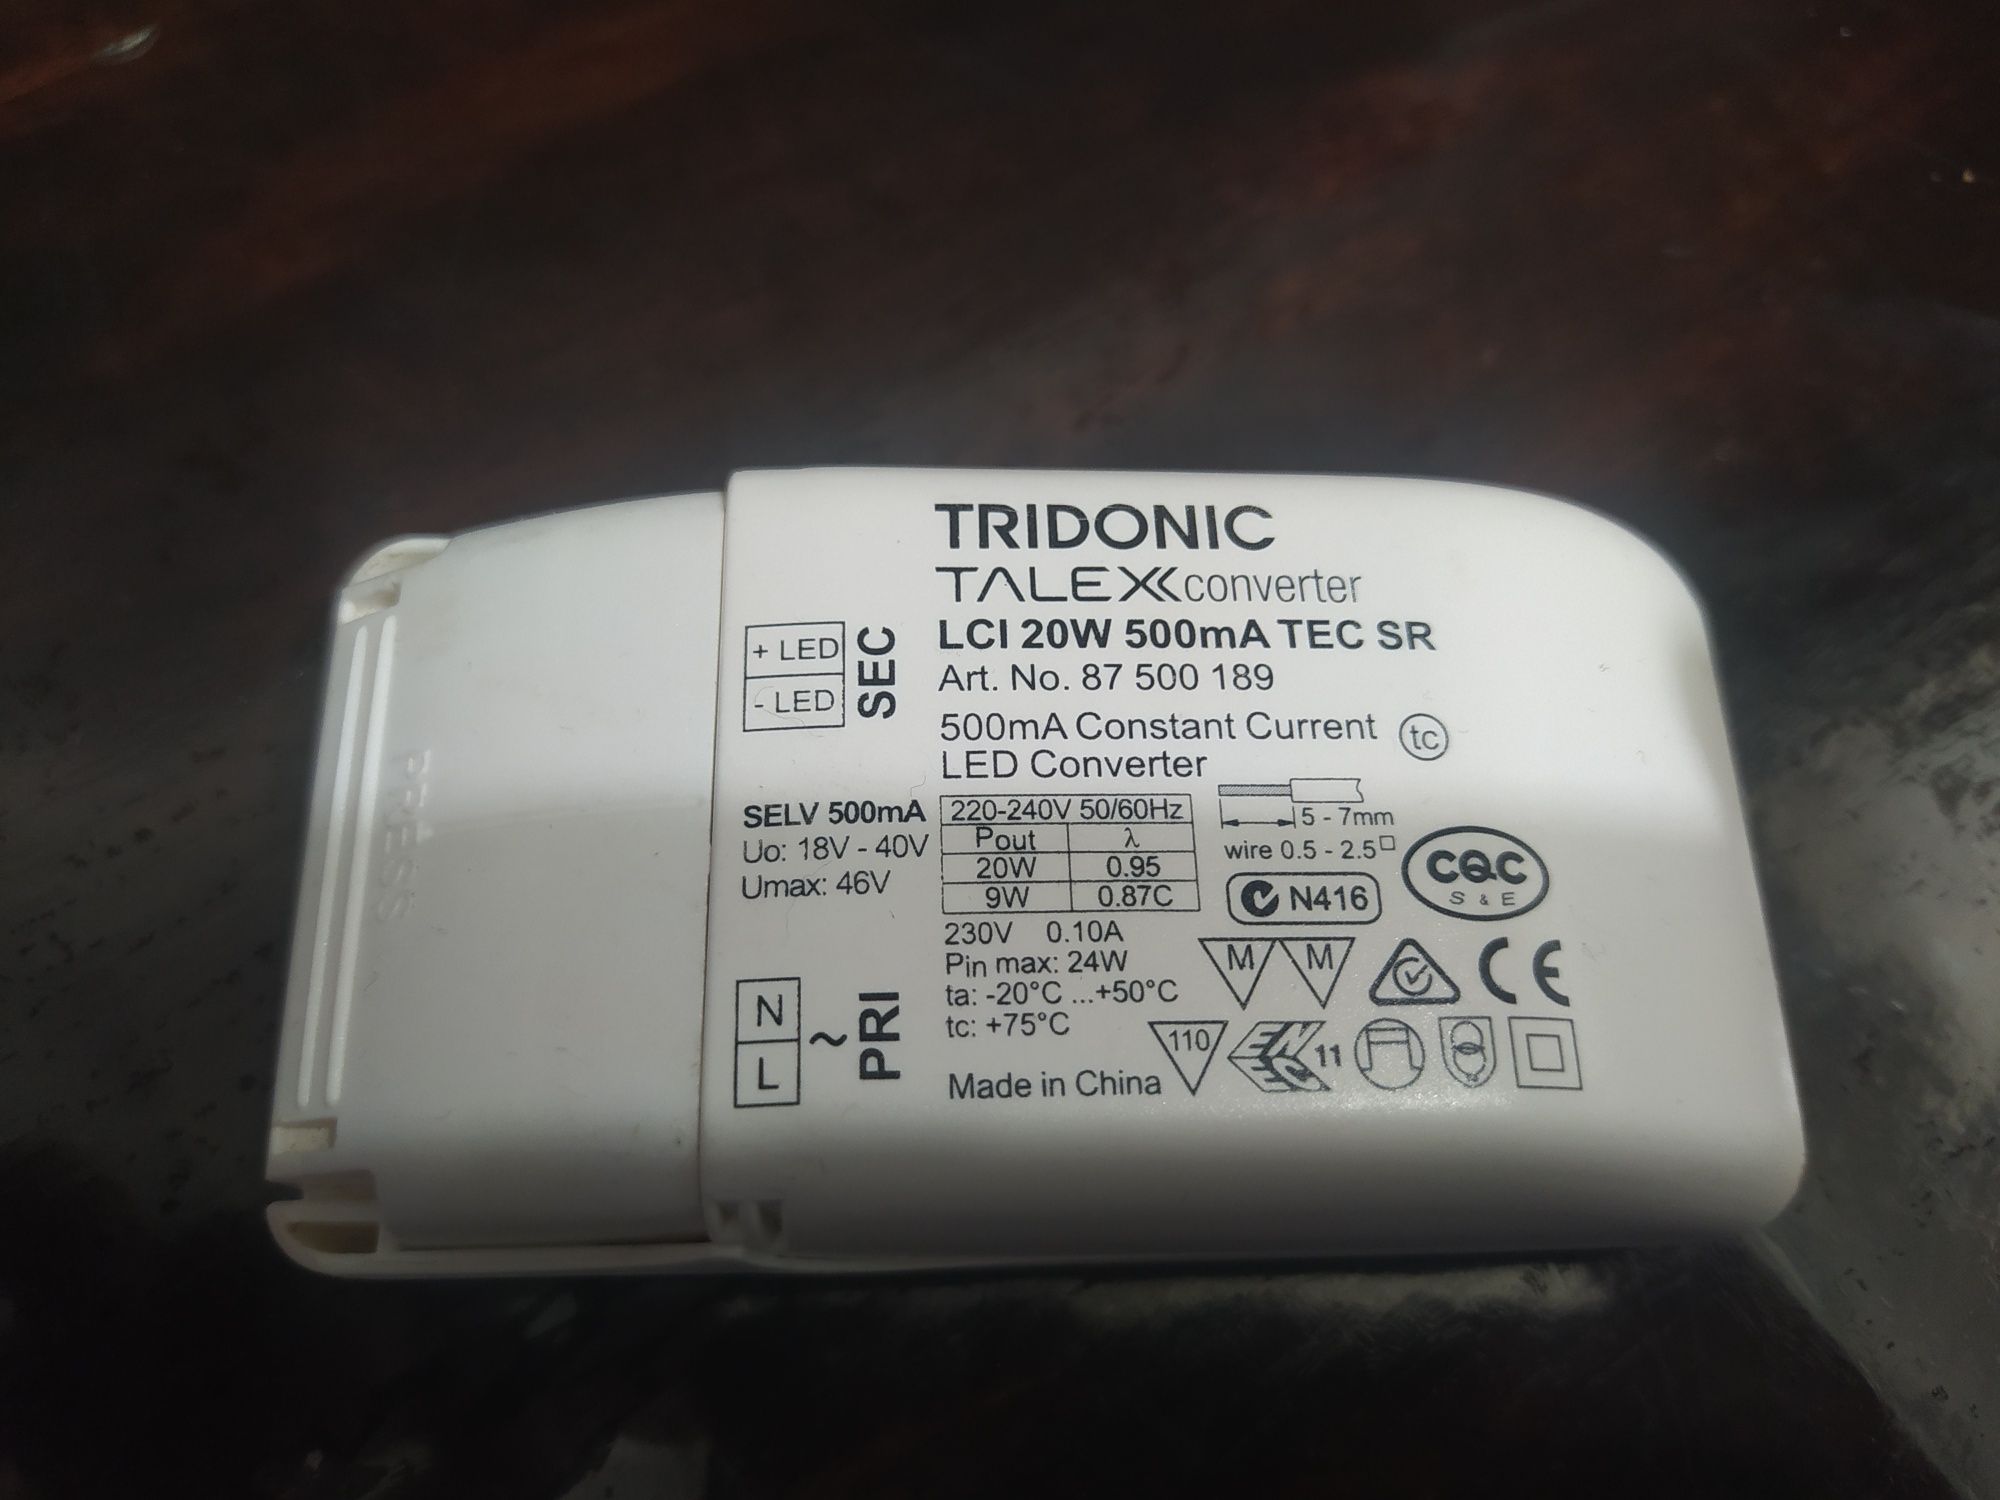 TRIDONIC
TALEXX converter
LCI 20W 500mA TEC SR
Art. No. 87 500 189
500mA Constant Current
LED Converter
tc
+ LED
- LED
SEC
SELV 500mA
Uo: 18V - 40V
Umax: 46V
220-240V 50/60Hz
Pout λ
20W 0.95
9W 0.87C
230V 0.10A
Pin max: 24W
ta: -20°C ...+50°C
tc: +75°C
Made in China
5 - 7mm
wire 0.5 - 2.5□
N416
CQC
S & E
M M
CE
110
ENEC 11
N
L
~
PRI
PRESS